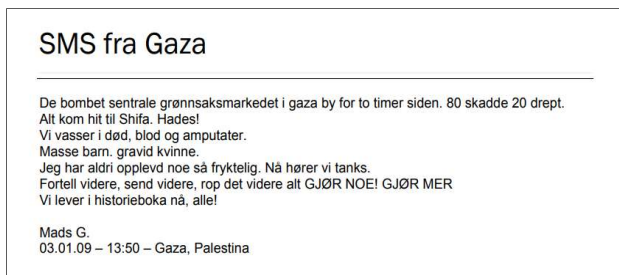 SMS fra Gaza
De bombet sentrale grønnsaksmarkedet i gaza by for to timer siden. 80 skadde 20 drept.
Alt kom hit til Shifa. Hades!
Vi vasser i død, blod og amputater.
Masse barn. gravid kvinne.
Jeg har aldri opplevd noe så fryktelig. Nå hører vi tanks.
Fortell videre, send videre, rop det videre alt GJØR NOE! GJØR MER
Vi lever i historieboka nå, alle!
Mads G.
03.01.09 – 13:50 – Gaza, Palestina